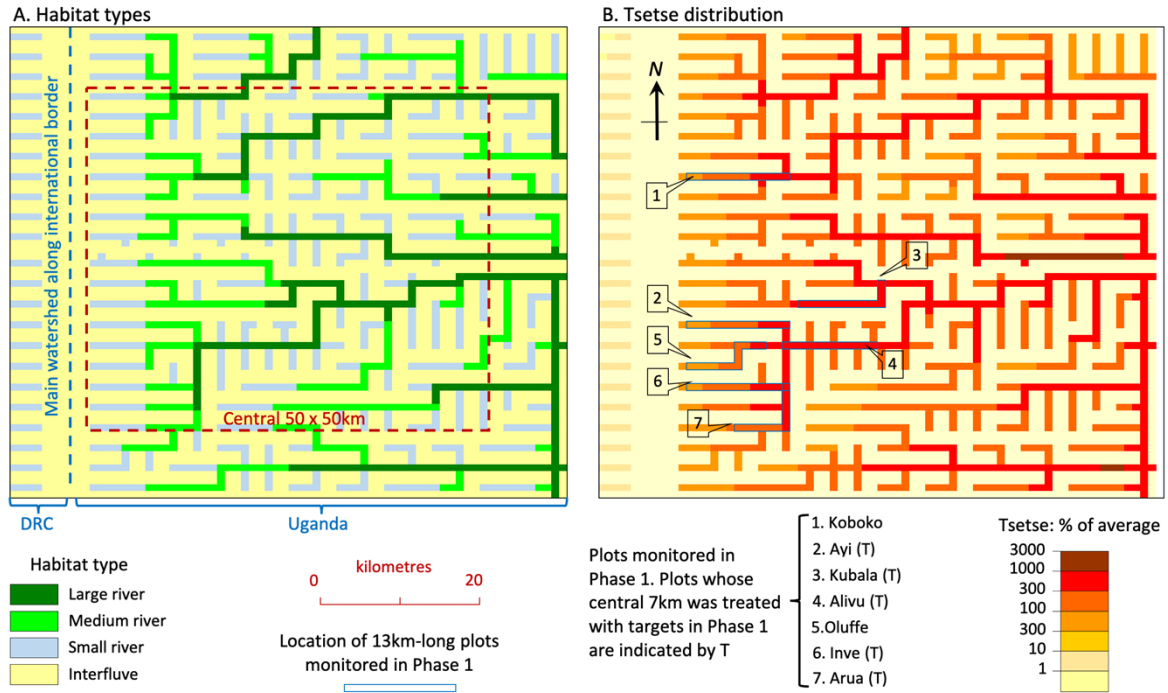 A. Habitat types
B. Tsetse distribution
Main watershed along international border
N
1
2
3
4
5
6
7
Central 50 x 50km
DRC
Uganda
Habitat type
Large river
Medium river
Small river
Interfluve
kilometres
0
20
Location of 13km-long plots
monitored in Phase 1
Plots monitored in
Phase 1. Plots whose
central 7km was treated
with targets in Phase 1
are indicated by T
1. Koboko
2. Ayi (T)
3. Kubala (T)
4. Alivu (T)
5.Oluffe
6. Inve (T)
7. Arua (T)
Tsetse: % of average
3000
1000
300
100
300
10
1